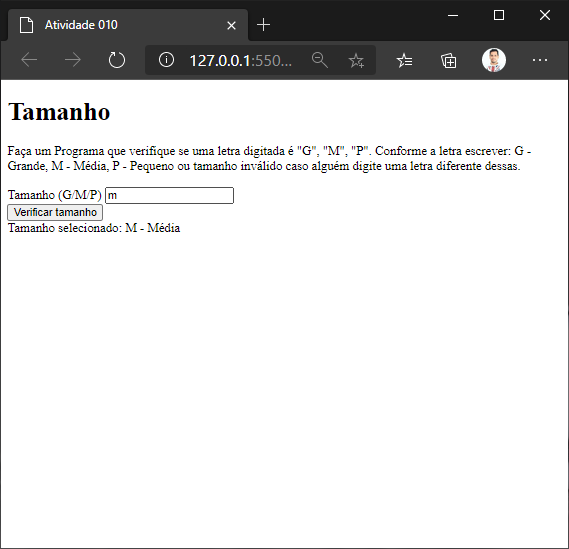 Atividade 010
127.0.0.1:550...
Tamanho
Faça um Programa que verifique se uma letra digitada é "G", "M", "P". Conforme a letra escrever: G -
Grande, M - Média, P - Pequeno ou tamanho inválido caso alguém digite uma letra diferente dessas.
Tamanho (G/M/P) m
Verificar tamanho
Tamanho selecionado: M - Média